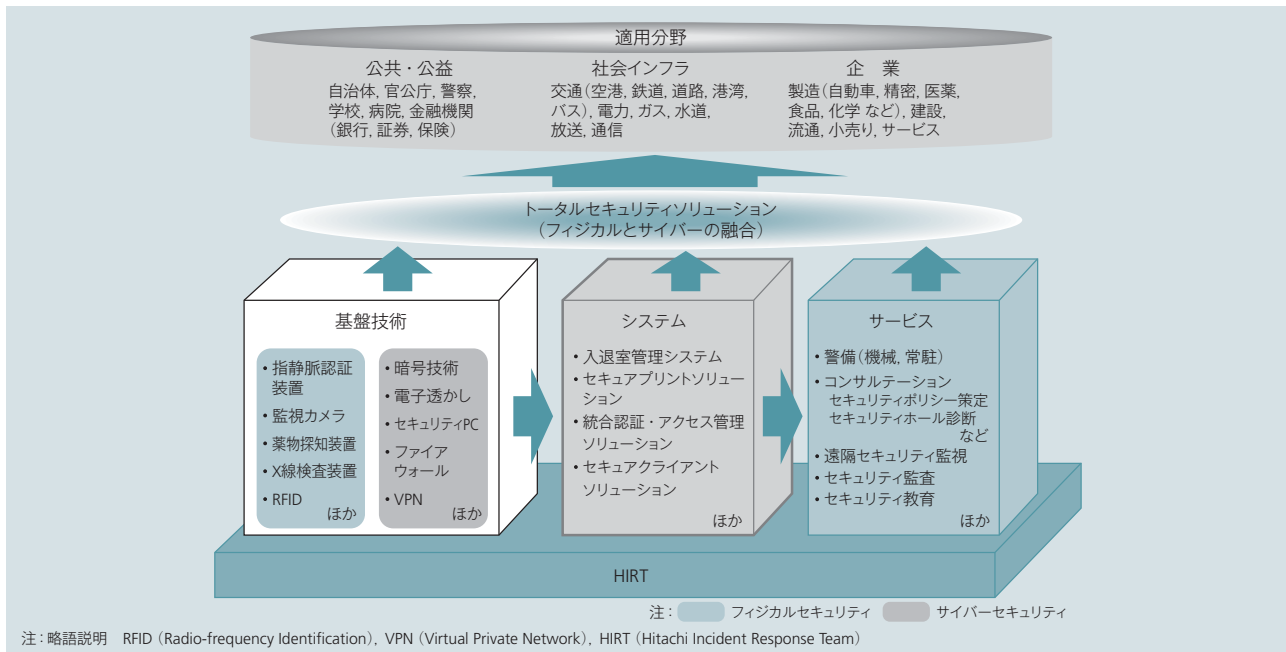 適用分野
公共・公益
自治体, 官公庁, 警察,
学校, 病院, 金融機関
（銀行, 証券, 保険）
社会インフラ
交通（空港, 鉄道, 道路, 港湾,
バス）, 電力, ガス, 水道,
放送, 通信
企　業
製造（自動車, 精密, 医薬,
食品, 化学 など）, 建設,
流通, 小売り, サービス
トータルセキュリティソリューション
（フィジカルとサイバーの融合）
基盤技術
・指静脈認証
装置
・監視カメラ
・薬物探知装置
・X線検査装置
・RFID
ほか
・暗号技術
・電子透かし
・セキュリティPC
・ファイア
ウォール
・VPN
ほか
システム
・入退室管理システム
・セキュアプリントソリュー
ション
・統合認証・アクセス管理
ソリューション
・セキュアクライアント
ソリューション
ほか
サービス
・警備（機械, 常駐）
・コンサルテーション
セキュリティポリシー策定
セキュリティホール診断
など
・遠隔セキュリティ監視
・セキュリティ監査
・セキュリティ教育
ほか
HIRT
注： フィジカルセキュリティ サイバーセキュリティ
注：略語説明　RFID（Radio-frequency Identification）, VPN（Virtual Private Network）, HIRT（Hitachi Incident Response Team）